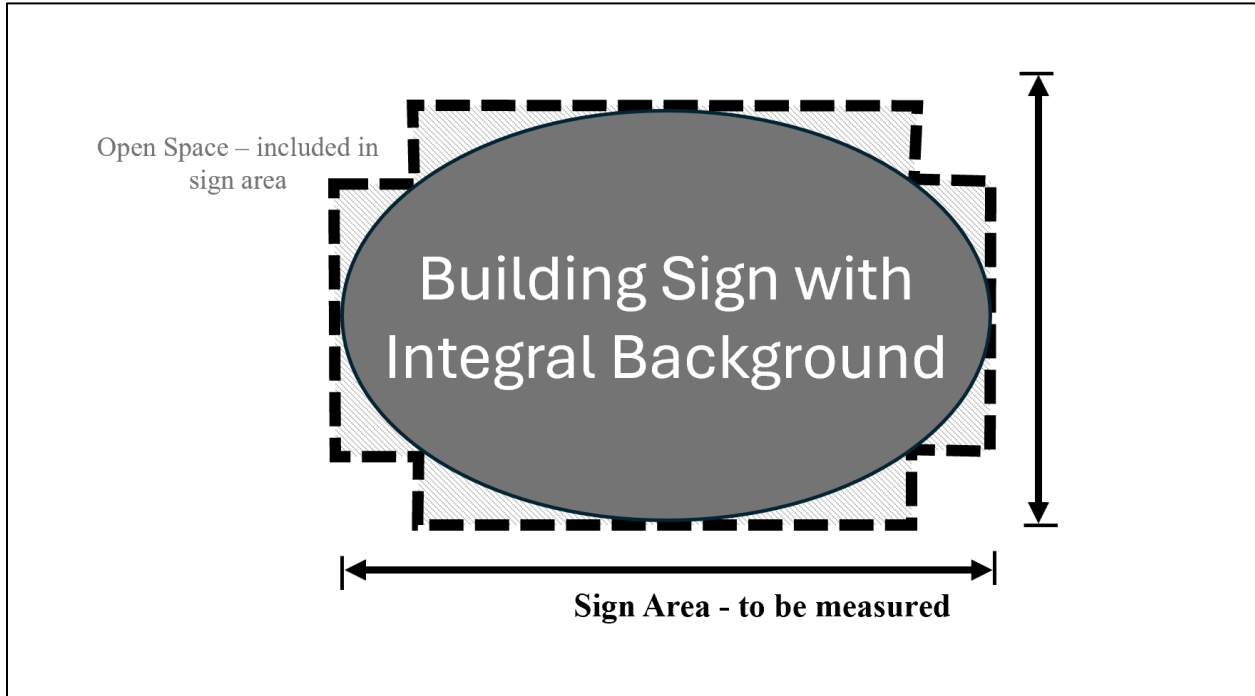 Open Space – included in
sign area
Building Sign with
Integral Background
Sign Area - to be measured